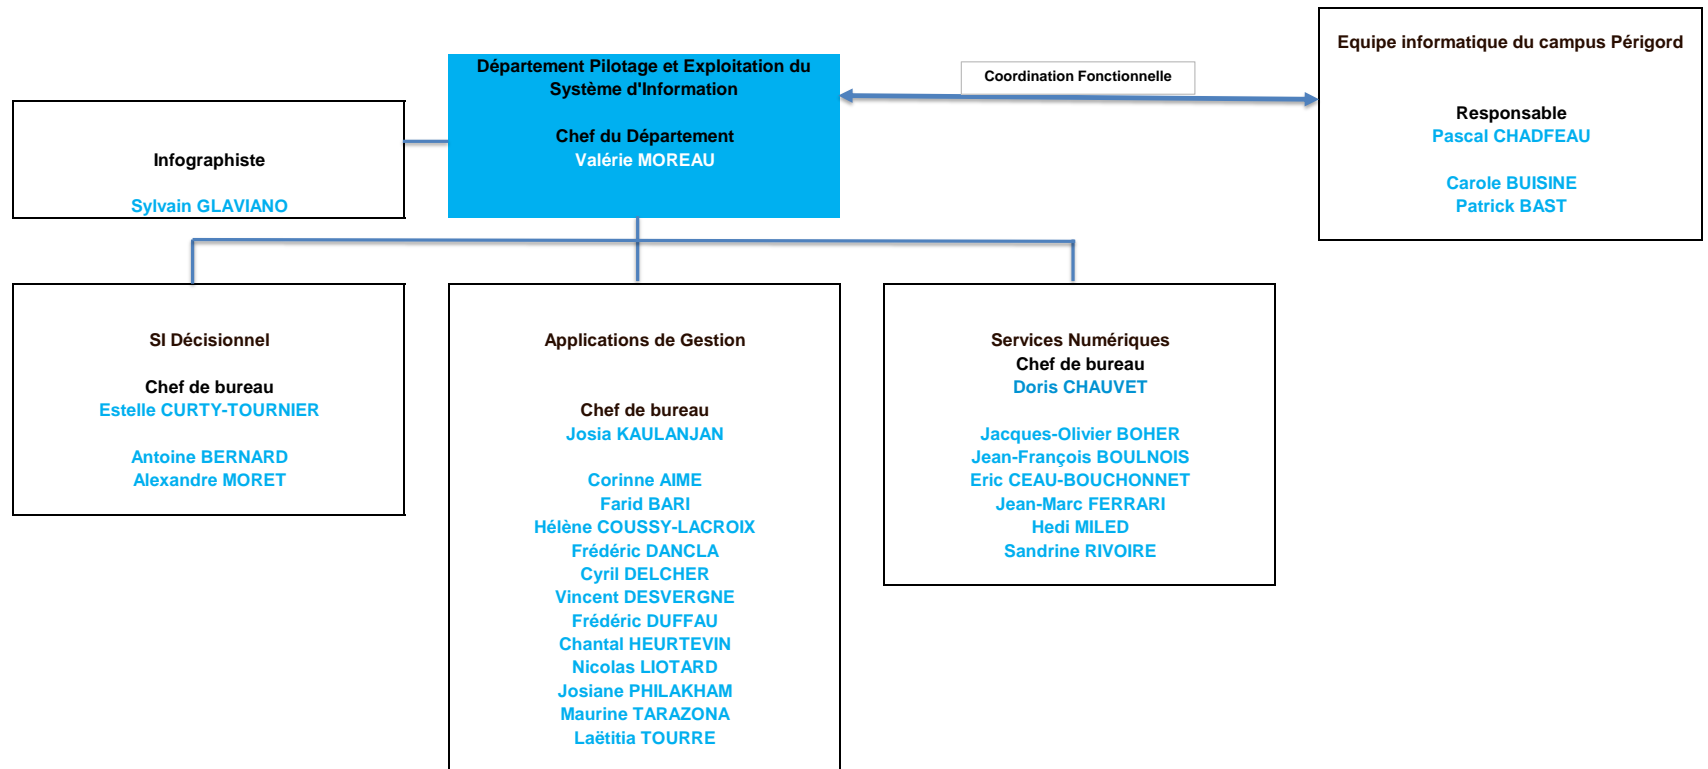 Département Pilotage et Exploitation du
Système d'Information
Chef du Département
Valérie MOREAU
Coordination Fonctionnelle
Equipe informatique du campus Périgord
Responsable
Pascal CHADFEAU
Carole BUISINE
Patrick BAST
Infographiste
Sylvain GLAVIANO
SI Décisionnel
Chef de bureau
Estelle CURTY-TOURNIER
Antoine BERNARD
Alexandre MORET
Applications de Gestion
Chef de bureau
Josia KAULANJAN
Corinne AIME
Farid BARI
Hélène COUSSY-LACROIX
Frédéric DANCLA
Cyril DELCHER
Vincent DESVERGNE
Frédéric DUFFAU
Chantal HEURTEVIN
Nicolas LIOTARD
Josiane PHILAKHAM
Maurine TARAZONA
Laëtitia TOURRE
Services Numériques
Chef de bureau
Doris CHAUVET
Jacques-Olivier BOHER
Jean-François BOULNOIS
Eric CEAU-BOUCHONNET
Jean-Marc FERRARI
Hedi MILED
Sandrine RIVOIRE